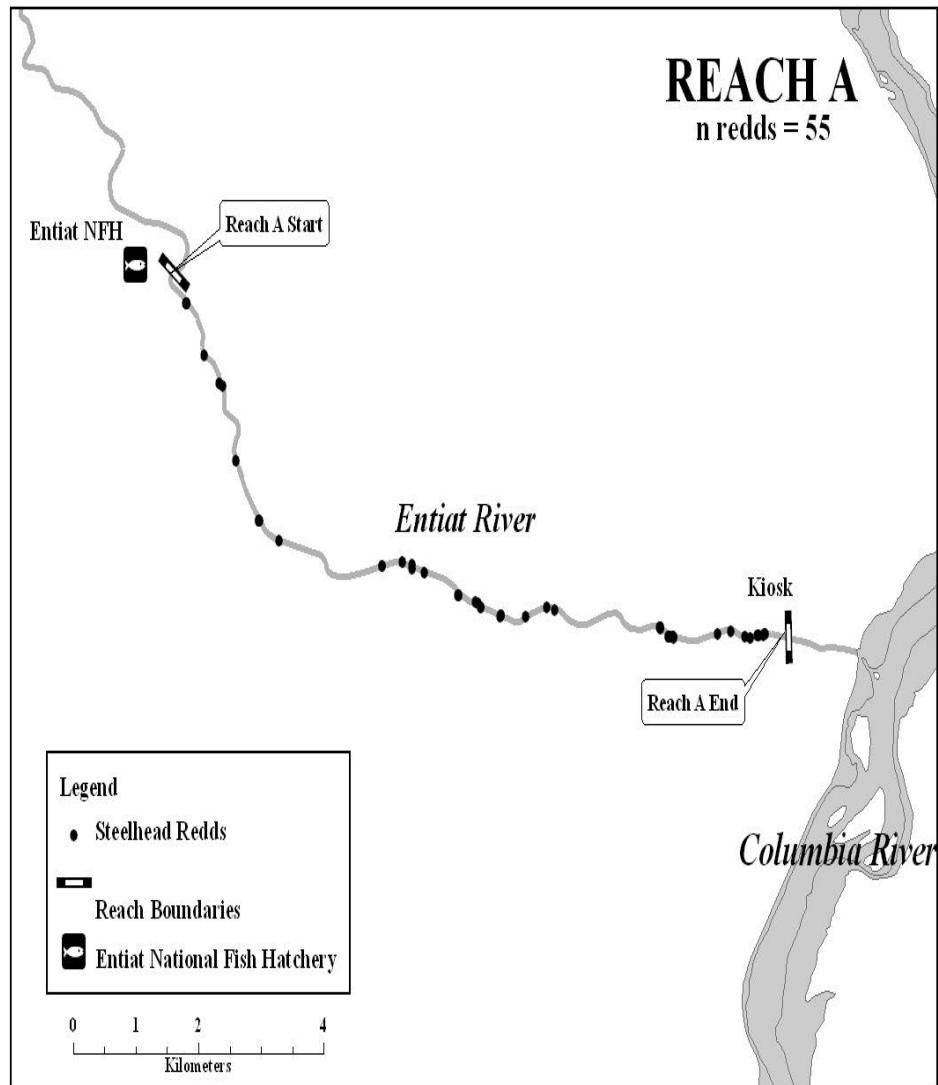 REACH A
n redds = 55
Entiat NFH
Reach A Start
Entiat River
Kiosk
Reach A End
Columbia River
Legend
Steelhead Redds
Reach Boundaries
Entiat National Fish Hatchery
0 1 2 4
Kilometers